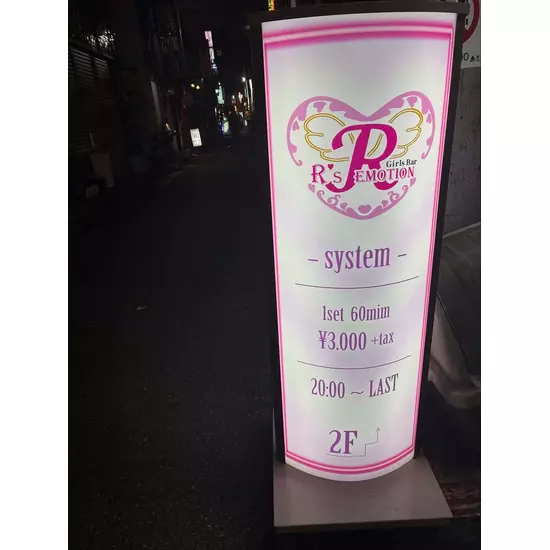 R
Girls Bar
R's EMOTION
- system -
1set 60mim
¥3.000 +tax
20:00 ~ LAST
2F